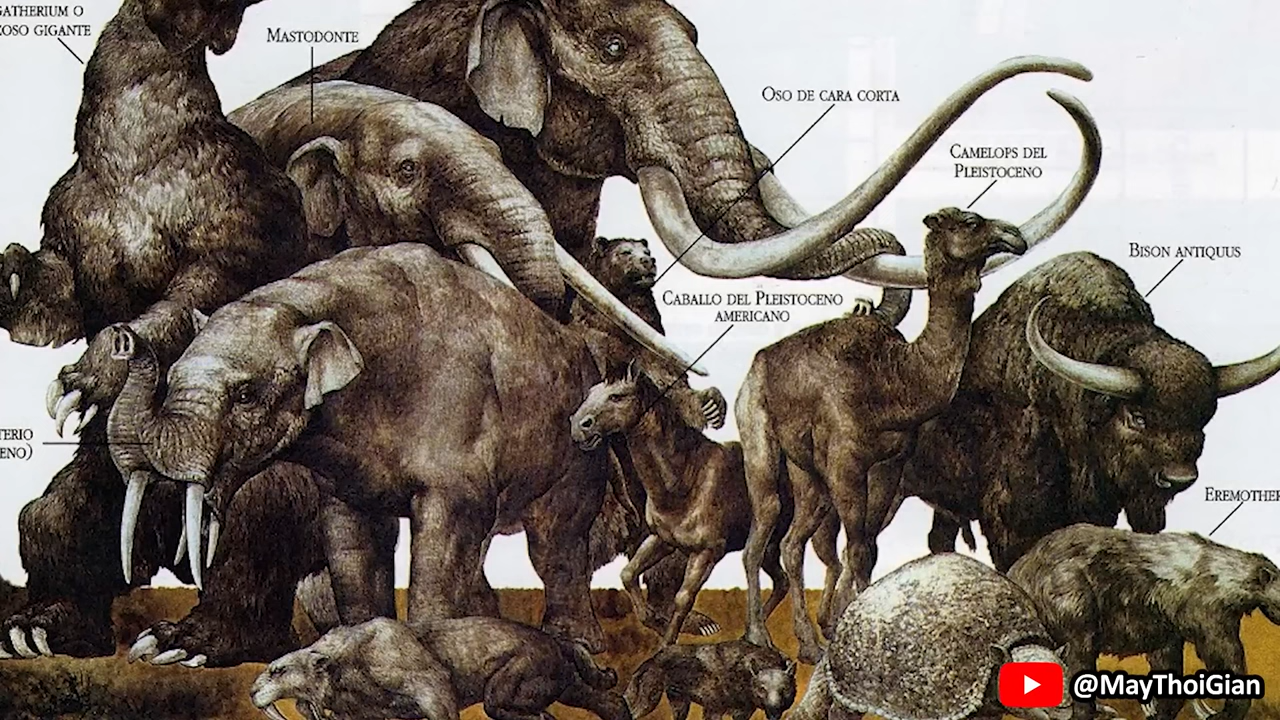 GATHERIUM O
OSO GIGANTE
MASTODONTE
OSO DE CARA CORTA
CAMELOPS DEL
PLEISTOCENO
BISON ANTIQUUS
CABALLO DEL PLEISTOCENO
AMERICANO
TERIO
ENO)
EREMOTHER
@MayThoiGian